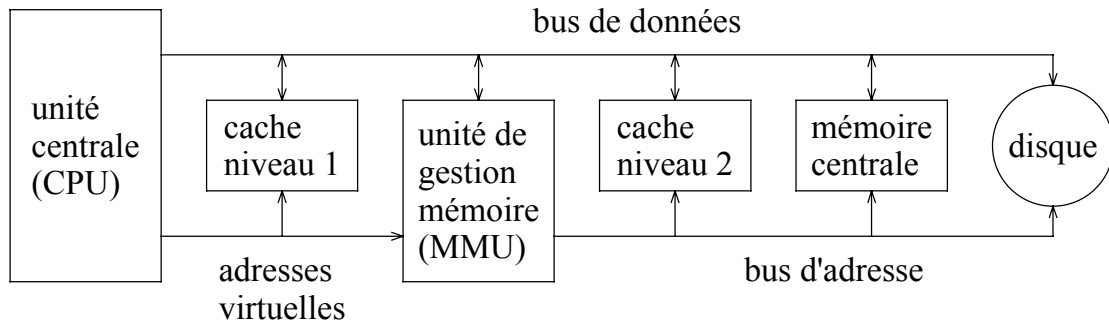 bus de données
unité
centrale
(CPU)
cache
niveau 1
unité de
gestion
mémoire
(MMU)
cache
niveau 2
mémoire
centrale
disque
adresses
virtuelles
bus d'adresse